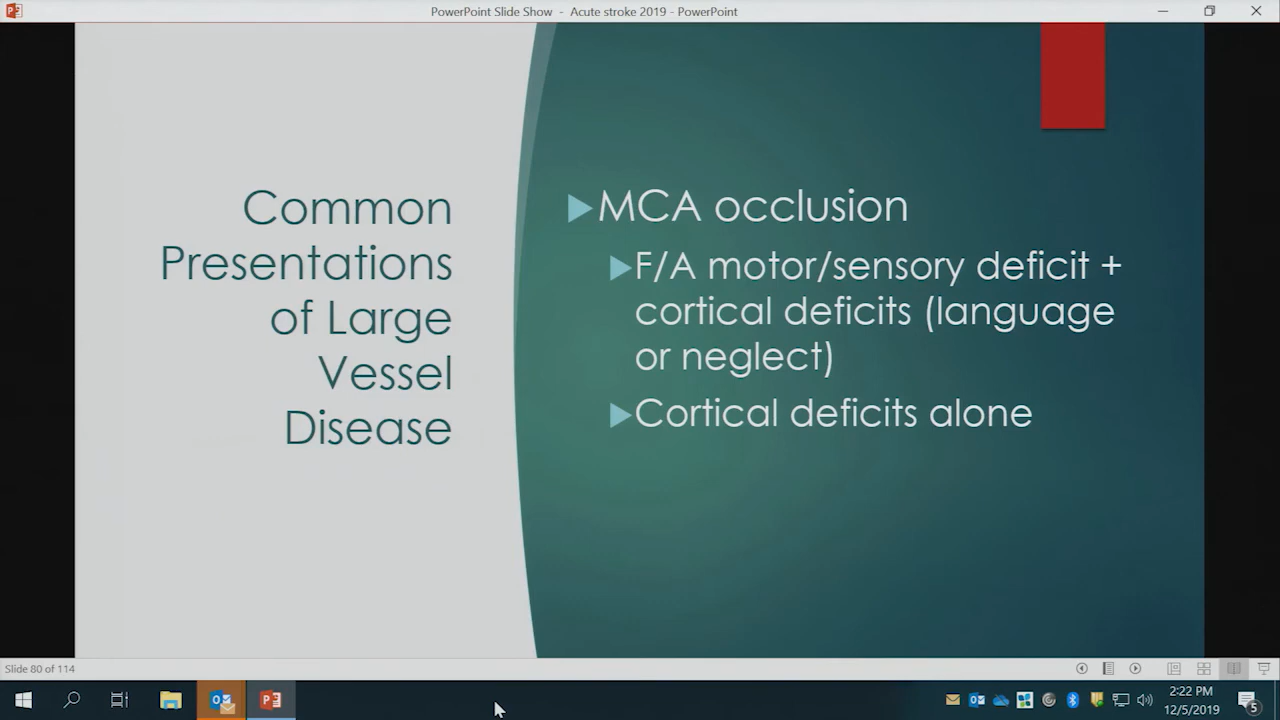 PowerPoint Slide Show - Acute stroke 2019 - PowerPoint
Common
Presentations
of Large
Vessel
Disease
MCA occlusion
F/A motor/sensory deficit +
cortical deficits (language
or neglect)
Cortical deficits alone
Slide 80 of 114
2:22 PM
12/5/2019
5